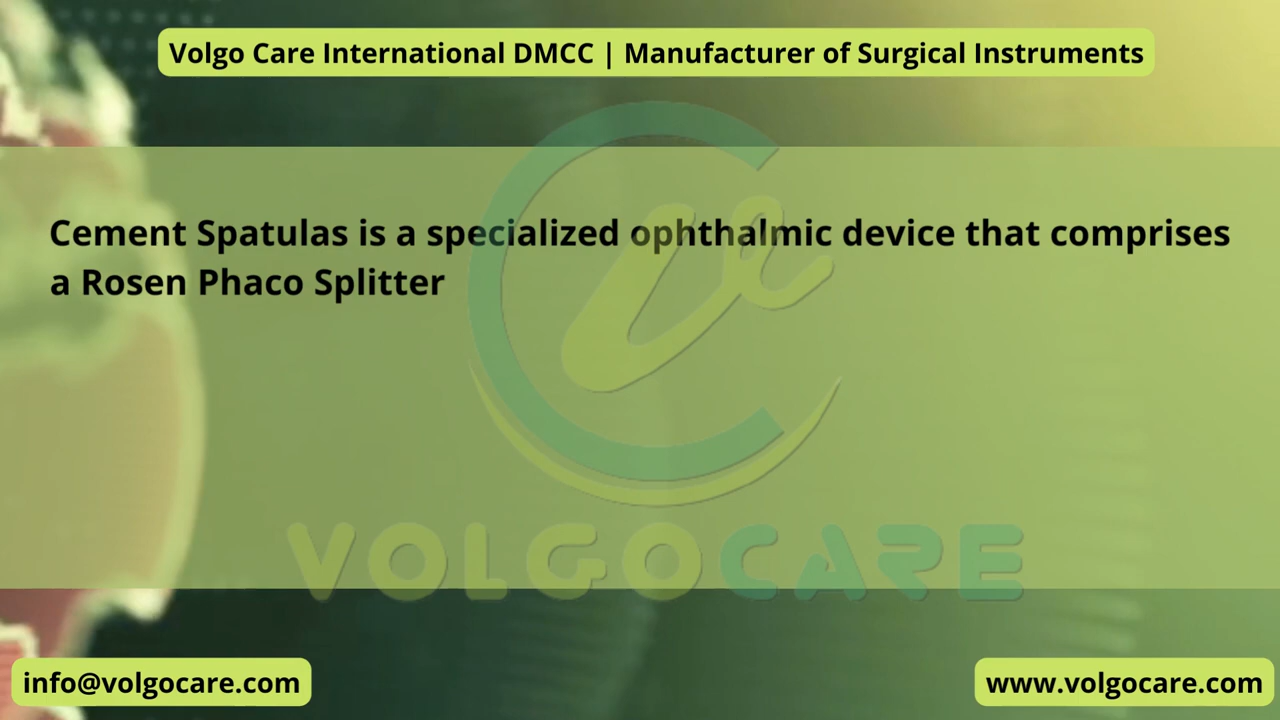 Volgo Care International DMCC | Manufacturer of Surgical Instruments
Cement Spatulas is a specialized ophthalmic device that comprises
a Rosen Phaco Splitter
VOLGOCARE
info@volgocare.com
www.volgocare.com